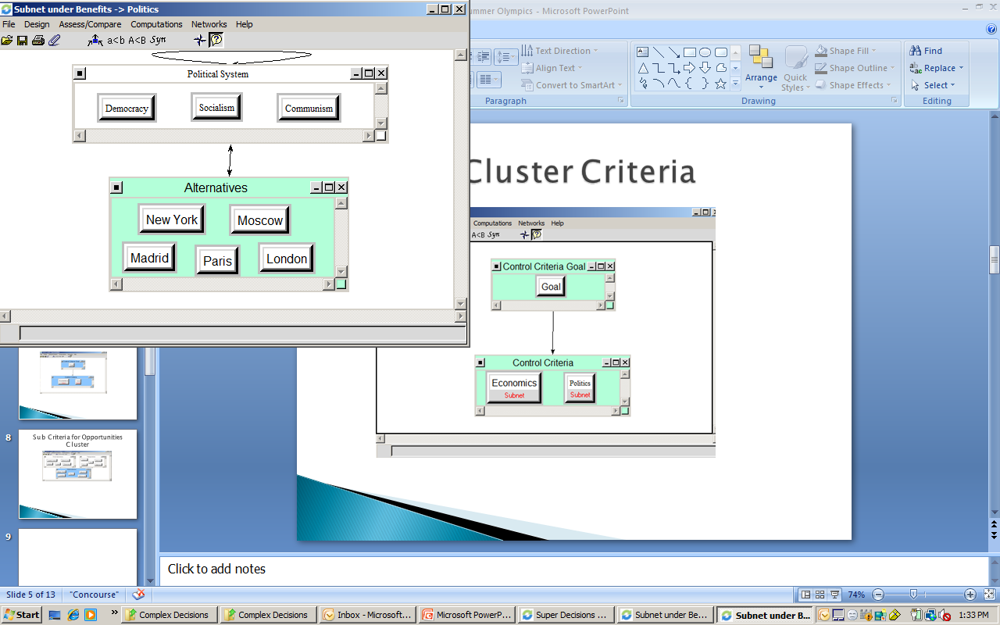 Subnet under Benefits -> Politics
File Design Assess/Compare Computations Networks Help
a<b A<B Sym
Political System
Democracy Socialism Communism
Alternatives
New York Moscow
Madrid Paris London
ummer Olympics - Microsoft PowerPoint
Text Direction
Align Text
Convert to SmartArt
Paragraph
Arrange
Quick
Styles
Shape Fill
Shape Outline
Shape Effects
Drawing
Find
Replace
Select
Editing
Cluster Criteria
Computations Networks Help
A<B Sym
Control Criteria Goal
Goal
Control Criteria
Economics Politics
Subnet Subnet
8
Sub Criteria for Opportunities
Cluster
9
Click to add notes
Slide 5 of 13 "Concourse" 74%
Start Complex Decisions Complex Decisions Inbox - Microsoft... Microsoft PowerP... Super Decisions ... Subnet under Be... Subnet under B... 1:33 PM